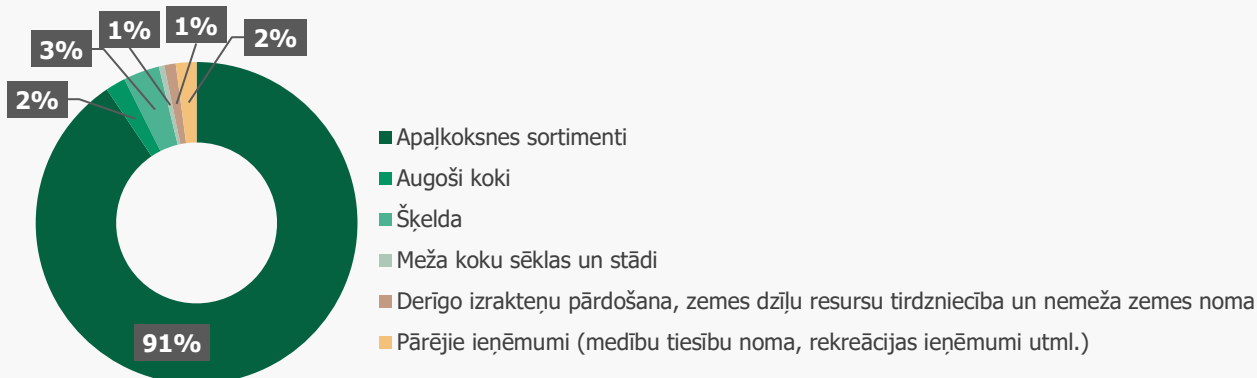 1%
1%
2%
3%
2%
91%
Apaļkoksnes sortimenti
Augoši koki
Šķelda
Meža koku sēklas un stādi
Derīgo izrakteņu pārdošana, zemes dzīļu resursu tirdzniecība un nemeža zemes noma
Pārējie ieņēmumi (medību tiesību noma, rekreācijas ieņēmumi utml.)